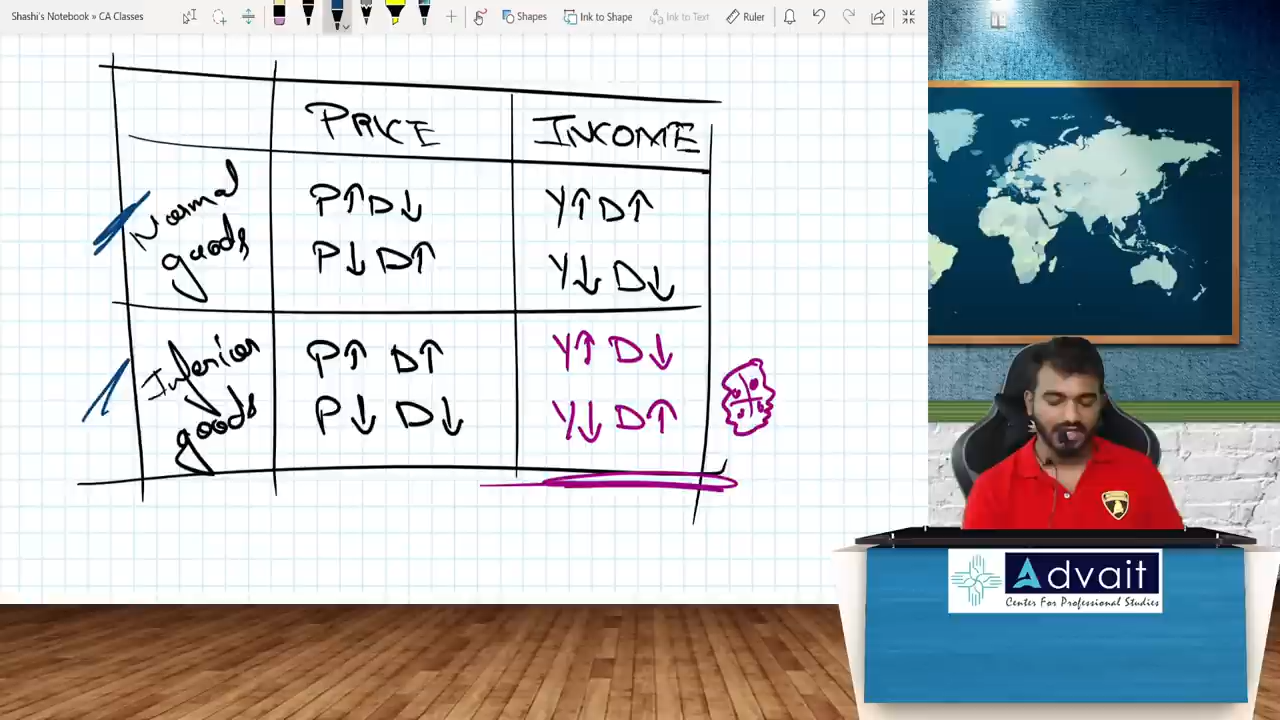 Shashi's Notebook » CA Classes
Shapes
Ink to Shape
Ink to Text
Ruler
PRICE INCOME
Normal goods
P↑ D↓ Y↑ D↑
P↓ D↑ Y↓ D↓
Inferior goods
P↑ D↑ Y↑ D↓
P↓ D↓ Y↓ D↑
Advait
Center For Professional Studies